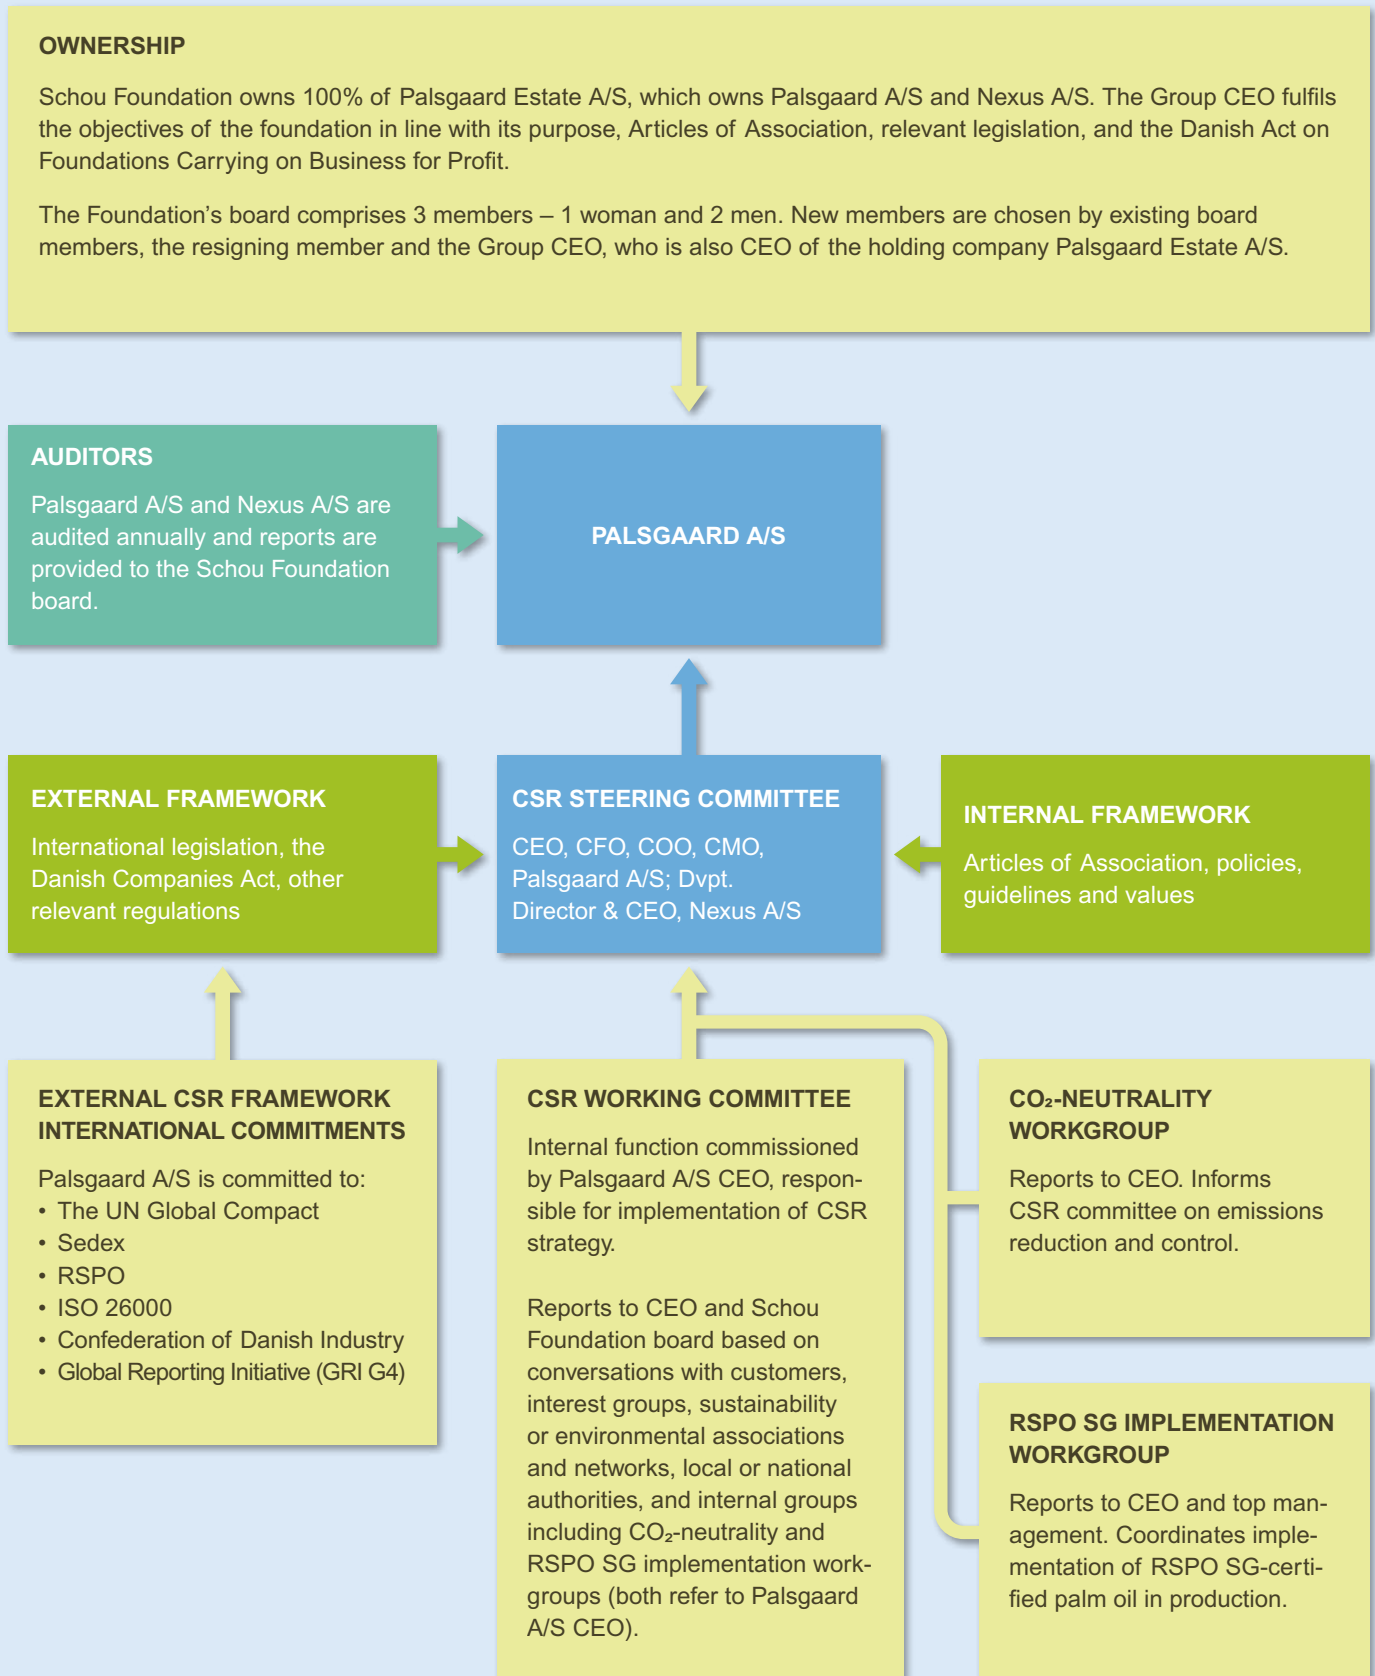 OWNERSHIP
Schou Foundation owns 100% of Palsgaard Estate A/S, which owns Palsgaard A/S and Nexus A/S. The Group CEO fulfils
the objectives of the foundation in line with its purpose, Articles of Association, relevant legislation, and the Danish Act on
Foundations Carrying on Business for Profit.
The Foundation’s board comprises 3 members – 1 woman and 2 men. New members are chosen by existing board
members, the resigning member and the Group CEO, who is also CEO of the holding company Palsgaard Estate A/S.
AUDITORS
Palsgaard A/S and Nexus A/S are
audited annually and reports are
provided to the Schou Foundation
board.
PALSGAARD A/S
EXTERNAL FRAMEWORK
International legislation, the
Danish Companies Act, other
relevant regulations
CSR STEERING COMMITTEE
CEO, CFO, COO, CMO,
Palsgaard A/S; Dvpt.
Director & CEO, Nexus A/S
INTERNAL FRAMEWORK
Articles of Association, policies,
guidelines and values
EXTERNAL CSR FRAMEWORK
INTERNATIONAL COMMITMENTS
Palsgaard A/S is committed to:
• The UN Global Compact
• Sedex
• RSPO
• ISO 26000
• Confederation of Danish Industry
• Global Reporting Initiative (GRI G4)
CSR WORKING COMMITTEE
Internal function commissioned
by Palsgaard A/S CEO, respon-
sible for implementation of CSR
strategy.
Reports to CEO and Schou
Foundation board based on
conversations with customers,
interest groups, sustainability
or environmental associations
and networks, local or national
authorities, and internal groups
including CO₂-neutrality and
RSPO SG implementation work-
groups (both refer to Palsgaard
A/S CEO).
CO₂-NEUTRALITY
WORKGROUP
Reports to CEO. Informs
CSR committee on emissions
reduction and control.
RSPO SG IMPLEMENTATION
WORKGROUP
Reports to CEO and top man-
agement. Coordinates imple-
mentation of RSPO SG-certi-
fied palm oil in production.